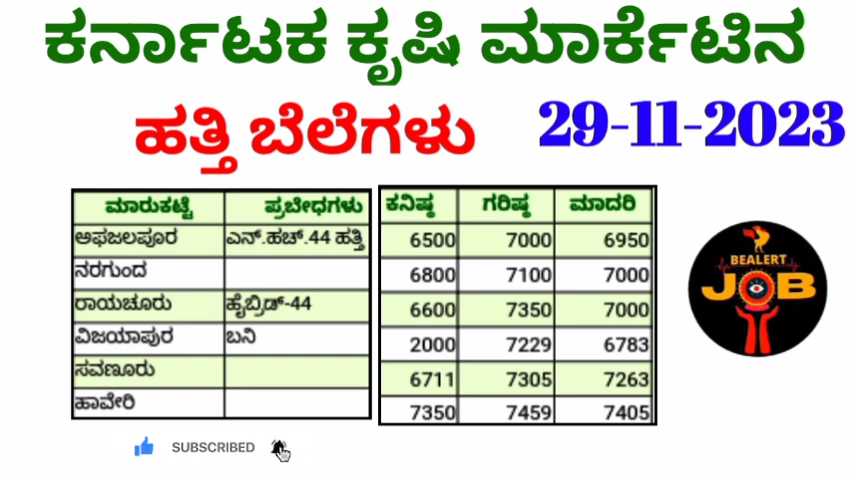 ಕರ್ನಾಟಕ ಕೃಷಿ ಮಾರ್ಕೆಟಿನ
ಹತ್ತಿ ಬೆಲೆಗಳು 29-11-2023
ಮಾರುಕಟ್ಟೆ ಪ್ರಬೇಧಗಳು ಕನಿಷ್ಠ ಗರಿಷ್ಠ ಮಾದರಿ
ಅಫಜಲಪೂರ ಎನ್.ಹಚ್.44 ಹತ್ತಿ 6500 7000 6950
ನರಗುಂದ 6800 7100 7000
ರಾಯಚೂರು ಹೈಬ್ರಿಡ್-44 6600 7350 7000
ವಿಜಯಾಪುರ ಬನಿ 2000 7229 6783
ಸವಣೂರು 6711 7305 7263
ಹಾವೇರಿ 7350 7459 7405
BEALERT
JOB
SUBSCRIBED